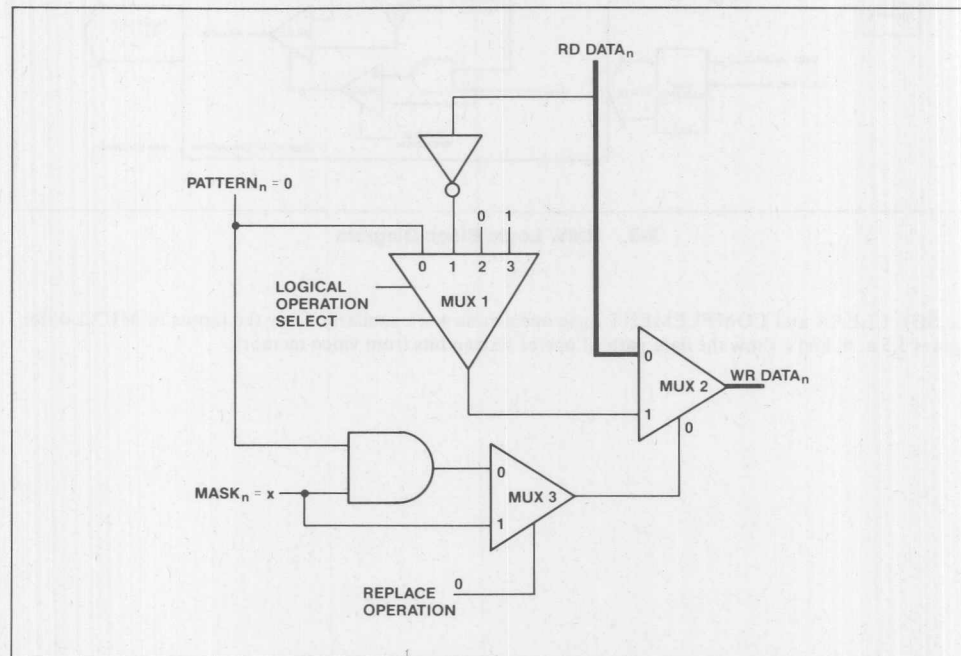 RD DATAn
PATTERNn = 0
0 1
0 1 2 3
LOGICAL
OPERATION
SELECT
MUX 1
0
MUX 2
WR DATAn
1
0
0
MASKn = x
MUX 3
1
0
REPLACE
OPERATION